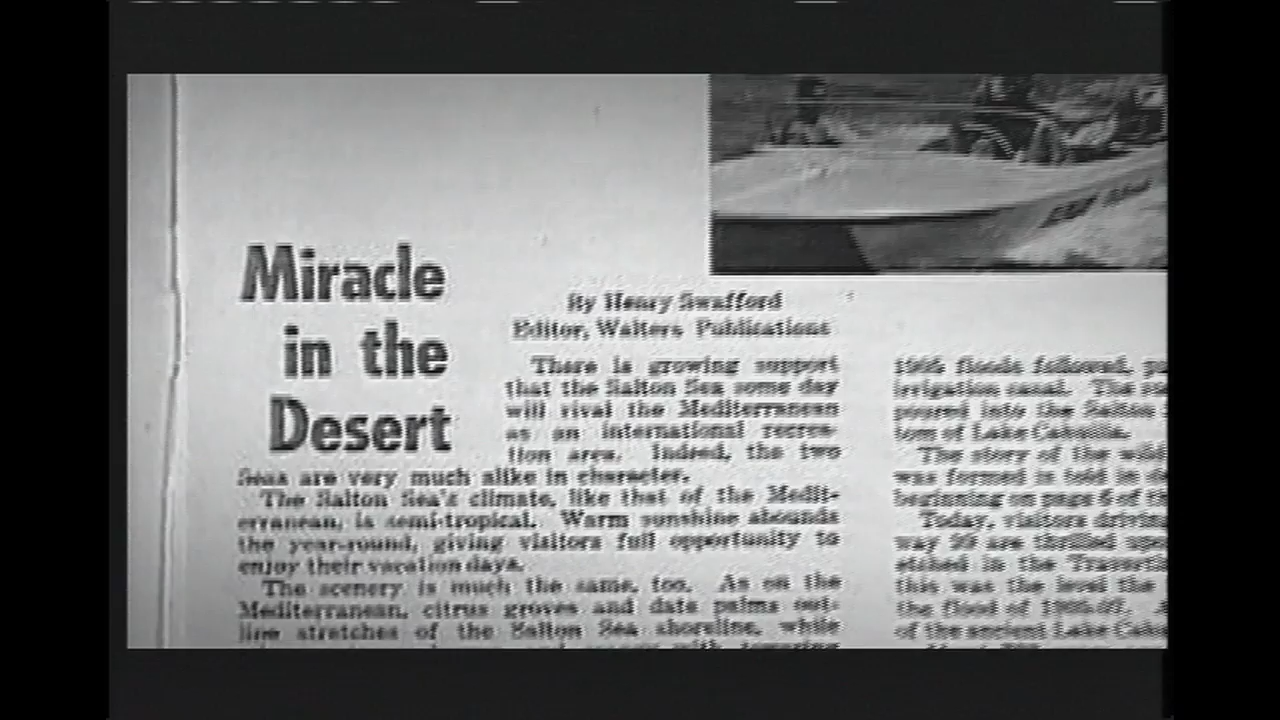 Miracle
in the
Desert
By Henry Swafford
Editor, Walters Publications
There is growing support
that the Salton Sea some day
will rival the Mediterranean
as an international recrea-
tion area. Indeed, the two
Seas are very much alike in character.
The Salton Sea's climate, like that of the Medit-
erranean, is semi-tropical. Warm sunshine abounds
the year-round, giving visitors full opportunity to
enjoy their vacation days.
The scenery is much the same, too. As on the
Mediterranean, citrus groves and date palms out-
line stretches of the Salton Sea shoreline, while
with towering
floods followed,
irrigation canal. The
poured into the Salton
tom of Lake Cahuilla.
The story of the wild
was formed is told in
beginning on page 6 of
Today, visitors driving
way 99 are thrilled
etched in the
this was the level the
the flood of
of the ancient Lake